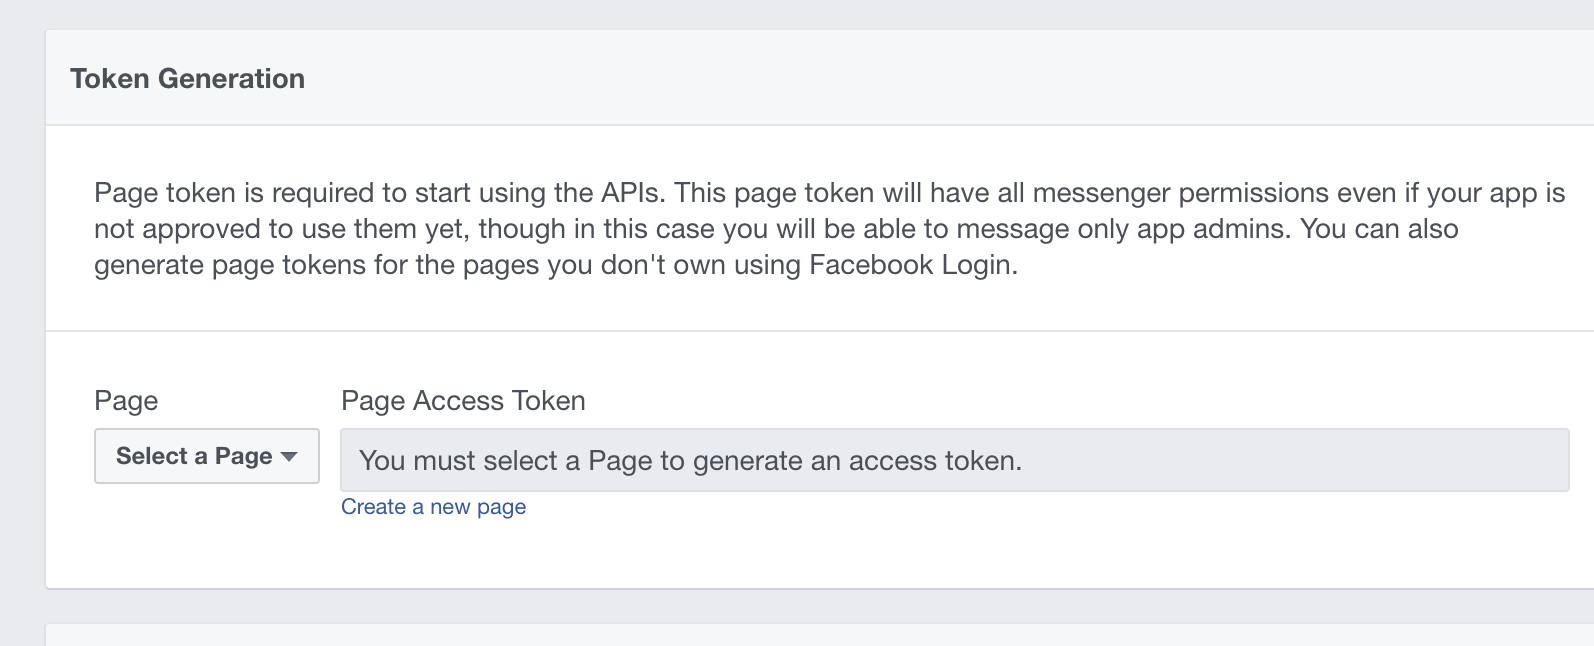 Token Generation
Page token is required to start using the APIs. This page token will have all messenger permissions even if your app is
not approved to use them yet, though in this case you will be able to message only app admins. You can also
generate page tokens for the pages you don't own using Facebook Login.
Page
Page Access Token
Select a Page
You must select a Page to generate an access token.
Create a new page